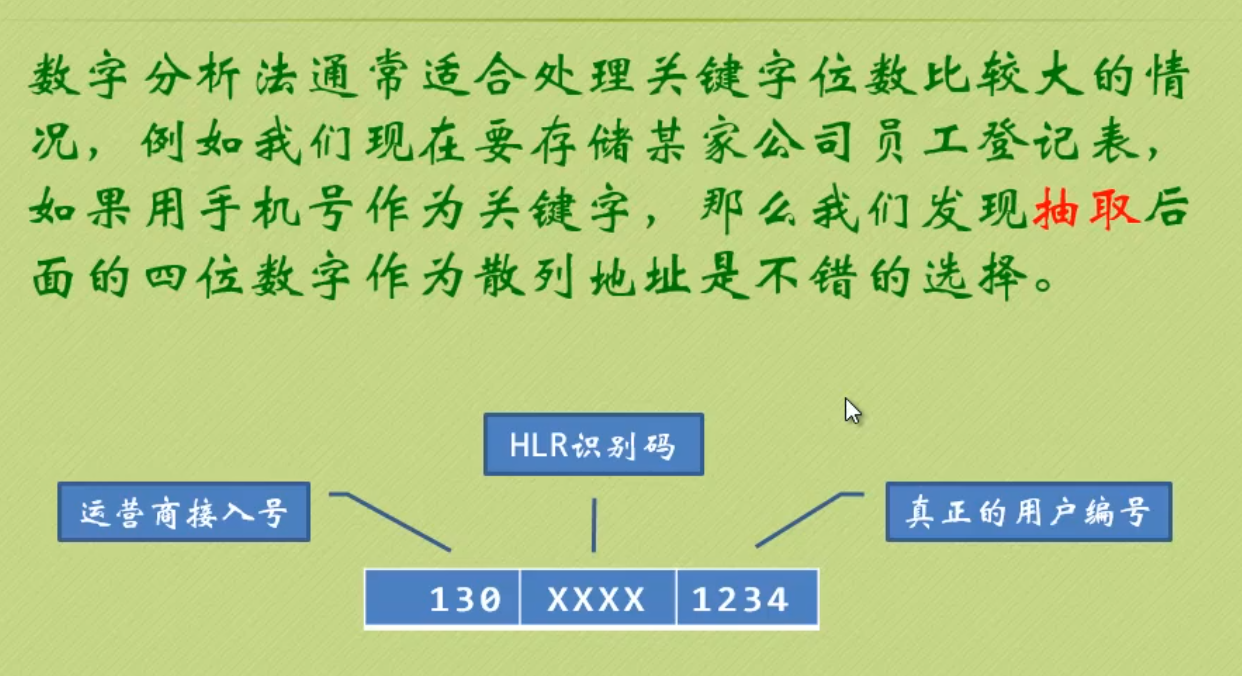 数字分析法通常适合处理关键字位数比较大的情
况，例如我们现在要存储某家公司员工登记表，
如果用手机号作为关键字，那么我们发现抽取后
面的四位数字作为散列地址是不错的选择。
HLR识别码
运营商接入号
真正的用户编号
130 XXXX 1234